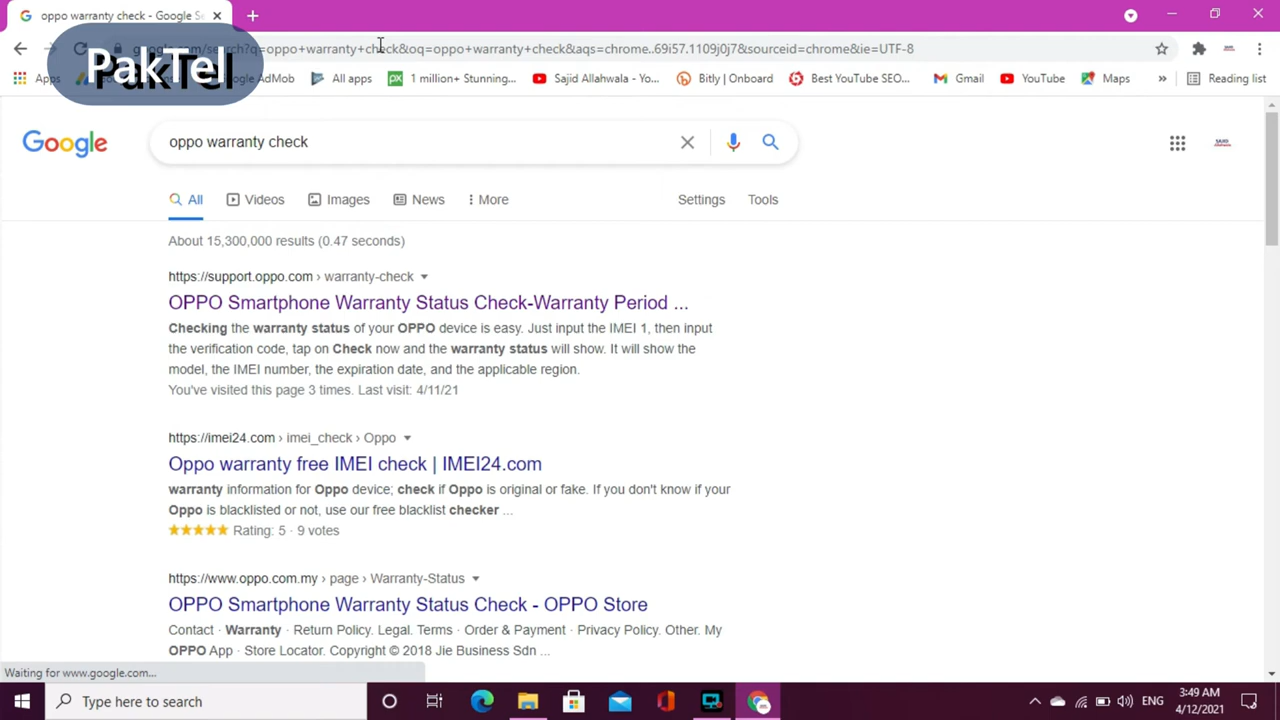 oppo warranty check - Google Se
PakTel
google.com/search?q=oppo+warranty+check&oq=oppo+warranty+check&aqs=chrome..69i57.1109j0j7&sourceid=chrome&ie=UTF-8
Apps
AdMob
All apps
1 million+ Stunning...
Sajid Allahwala - Yo...
Bitly | Onboard
Best YouTube SEO...
Gmail
YouTube
Maps
»
Reading list
Google
oppo warranty check
All
Videos
Images
News
More
Settings
Tools
About 15,300,000 results (0.47 seconds)
https://support.oppo.com › warranty-check
OPPO Smartphone Warranty Status Check-Warranty Period ...
Checking the warranty status of your OPPO device is easy. Just input the IMEI 1, then input
the verification code, tap on Check now and the warranty status will show. It will show the
model, the IMEI number, the expiration date, and the applicable region.
You've visited this page 3 times. Last visit: 4/11/21
https://imei24.com › imei_check › Oppo
Oppo warranty free IMEI check | IMEI24.com
warranty information for Oppo device; check if Oppo is original or fake. If you don't know if your
Oppo is blacklisted or not, use our free blacklist checker ...
Rating: 5 · 9 votes
https://www.oppo.com.my › page › Warranty-Status
OPPO Smartphone Warranty Status Check - OPPO Store
Contact · Warranty · Return Policy. Legal. Terms · Order & Payment · Privacy Policy. Other. My
OPPO App · Store Locator. Copyright © 2018 Jie Business Sdn ...
Waiting for www.google.com...
Type here to search
ENG
3:49 AM
4/12/2021